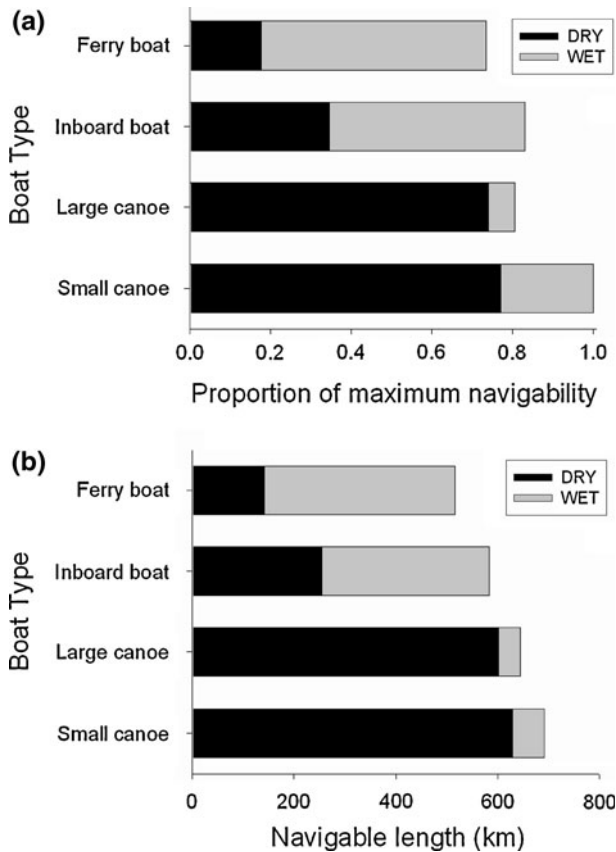 (a)
Ferry boat
Inboard boat
Large canoe
Small canoe
Boat Type
DRY
WET
0.0 0.2 0.4 0.6 0.8 1.0
Proportion of maximum navigability
(b)
Ferry boat
Inboard boat
Large canoe
Small canoe
Boat Type
DRY
WET
0 200 400 600 800
Navigable length (km)